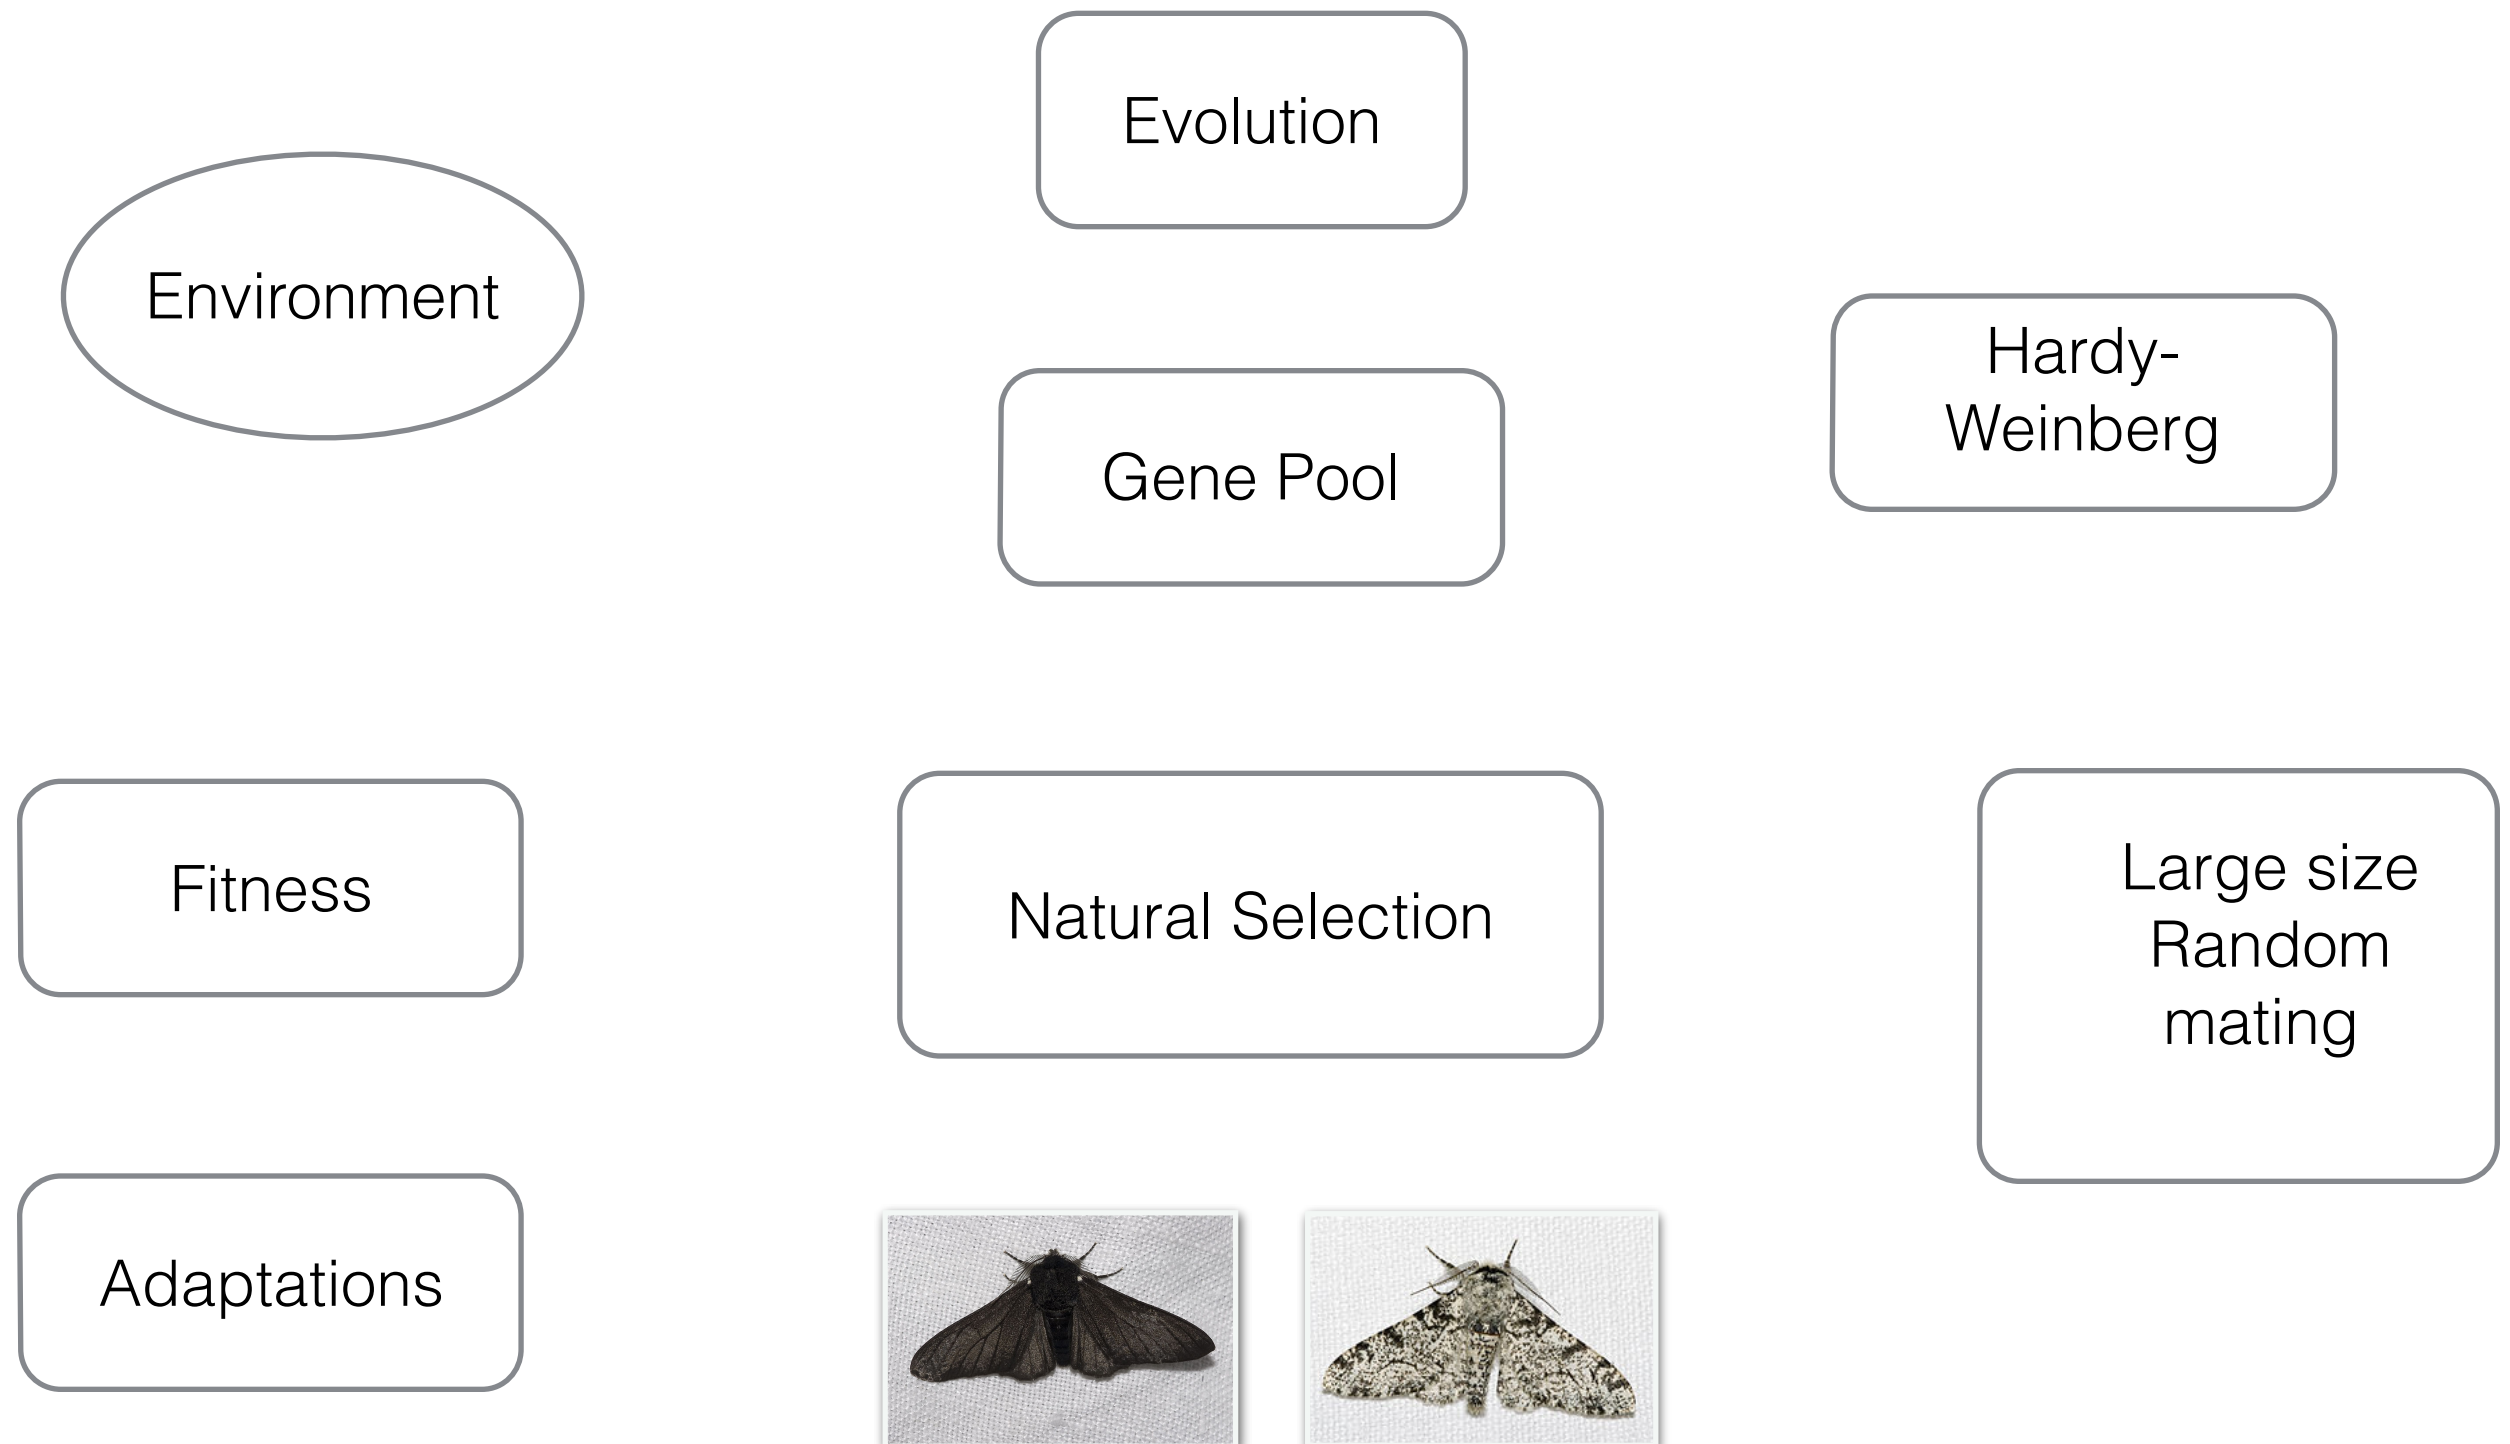 Evolution
Environment
Hardy-
Weinberg
Gene Pool
Fitness
Natural Selection
Large size
Random
mating
Adaptations